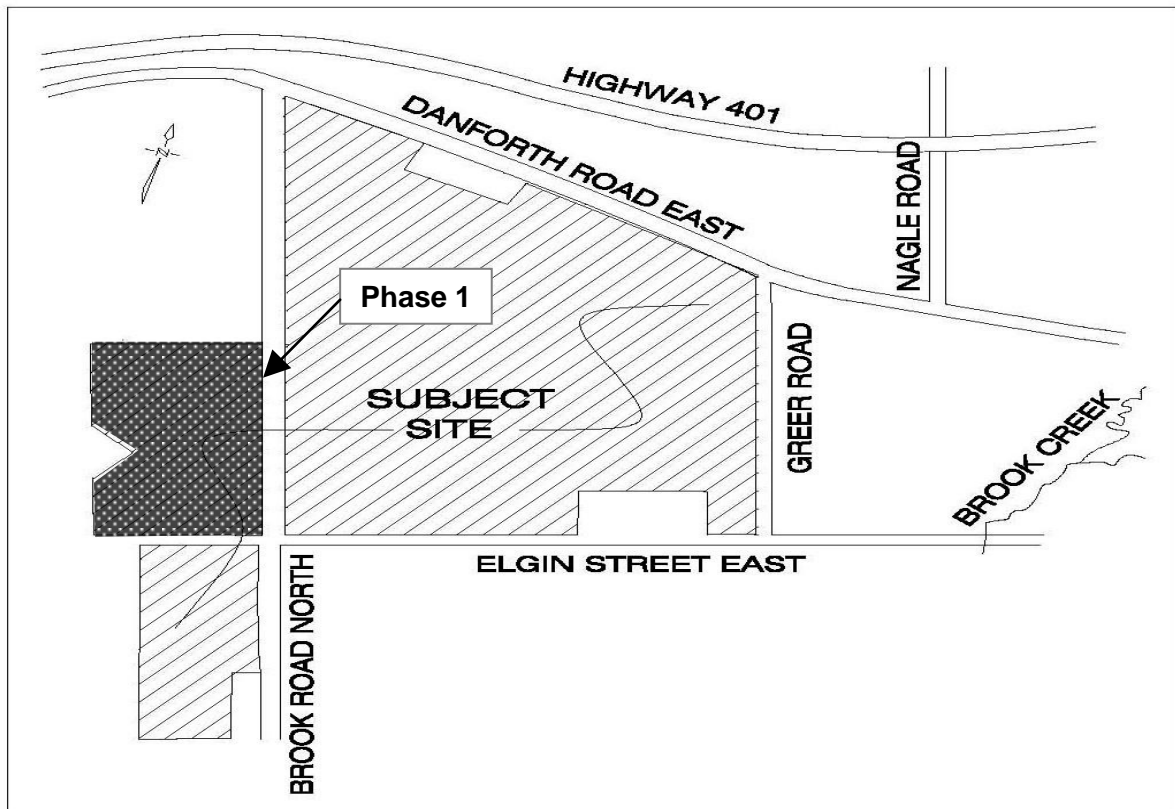 HIGHWAY 401
DANFORTH ROAD EAST
NAGLE ROAD
N
Phase 1
SUBJECT
SITE
GREER ROAD
BROOK CREEK
ELGIN STREET EAST
BROOK ROAD NORTH